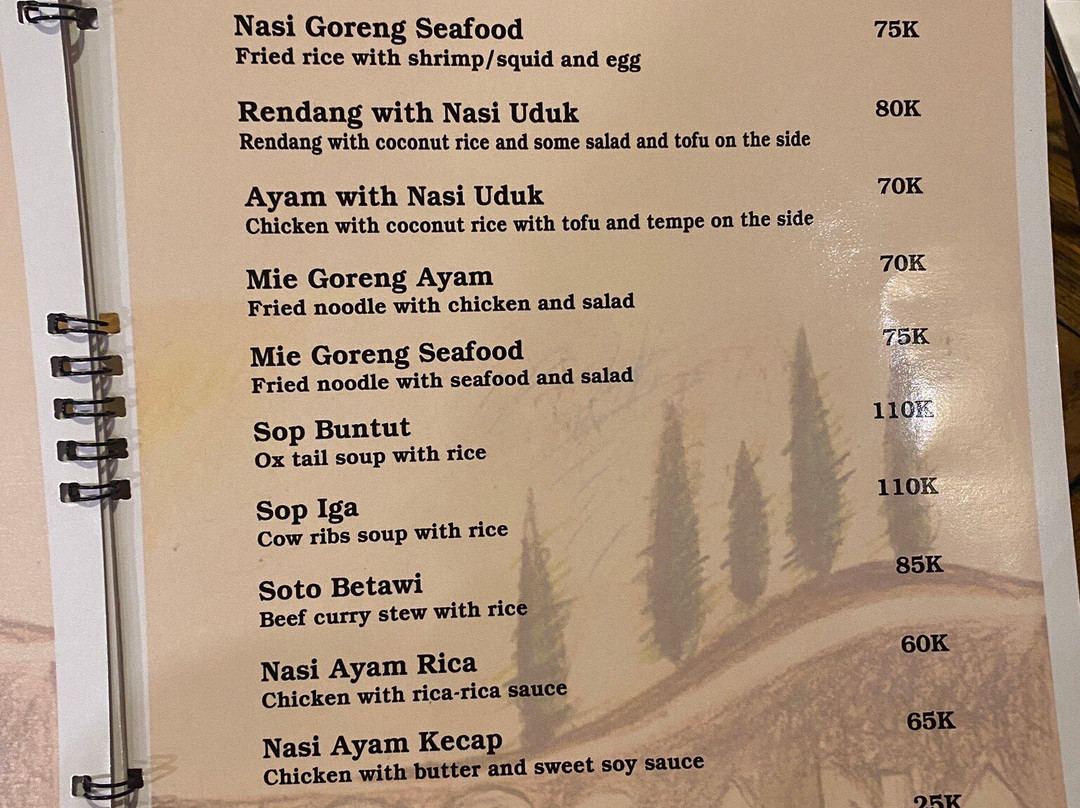 Nasi Goreng Seafood 75K
Fried rice with shrimp/squid and egg
Rendang with Nasi Uduk 80K
Rendang with coconut rice and some salad and tofu on the side
Ayam with Nasi Uduk 70K
Chicken with coconut rice with tofu and tempe on the side
Mie Goreng Ayam 70K
Fried noodle with chicken and salad
Mie Goreng Seafood 75K
Fried noodle with seafood and salad
Sop Buntut 110K
Ox tail soup with rice
Sop Iga 110K
Cow ribs soup with rice
Soto Betawi 85K
Beef curry stew with rice
Nasi Ayam Rica 60K
Chicken with rica-rica sauce
Nasi Ayam Kecap 65K
Chicken with butter and sweet soy sauce
25K